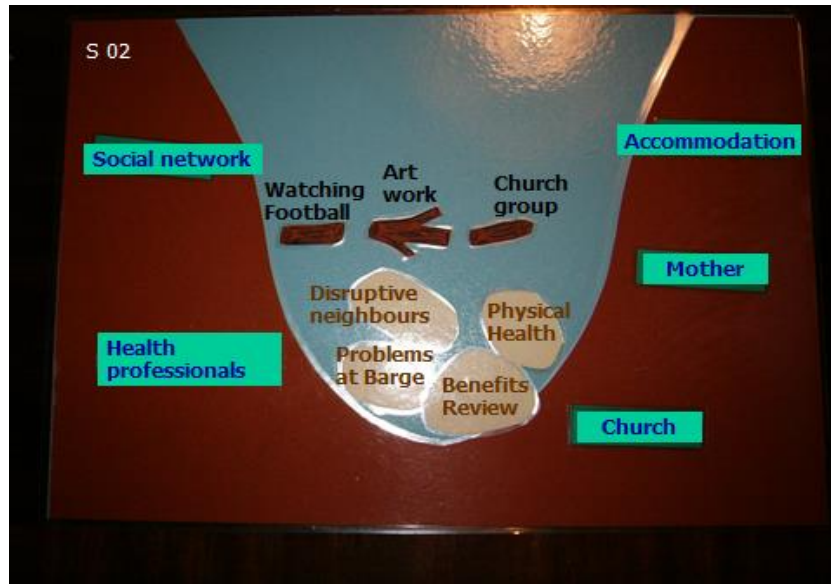 S 02
Social network
Accommodation
Watching
Football
Art
work
Church
group
Mother
Disruptive
neighbours
Physical
Health
Health
professionals
Problems
at Barge
Benefits
Review
Church